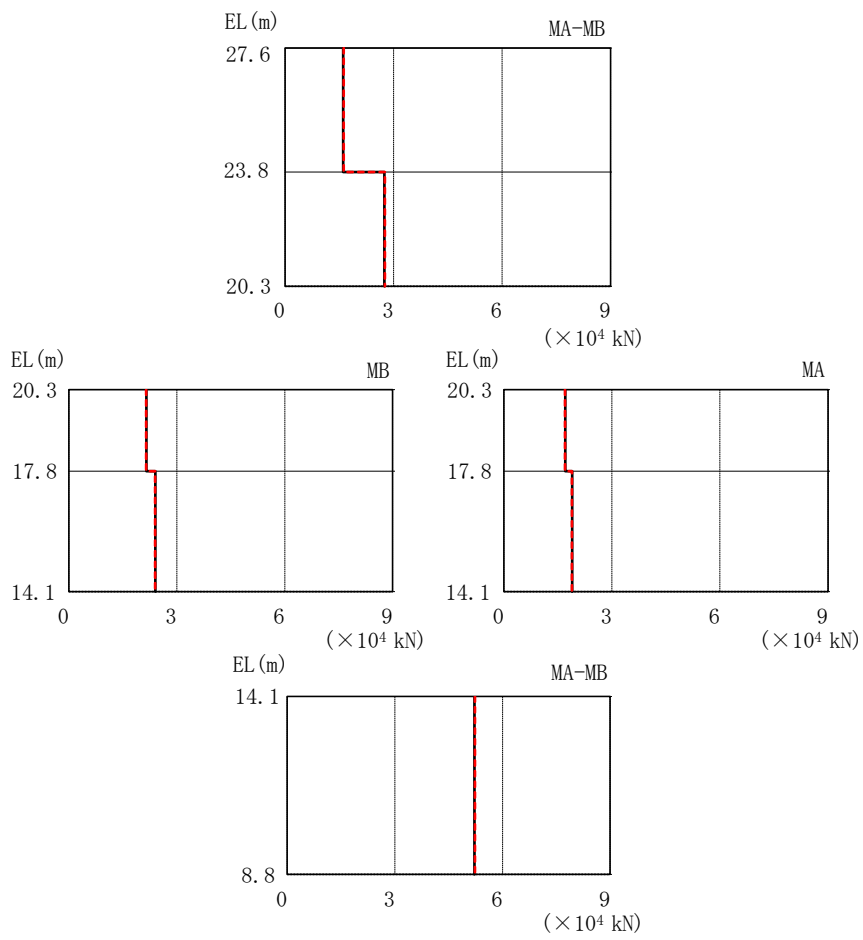 EL(m)
MA-MB
27.6
23.8
20.3
0 3 6 9
(×10⁴ kN)
EL(m)
MB
20.3
17.8
14.1
0 3 6 9
(×10⁴ kN)
EL(m)
MA
20.3
17.8
14.1
0 3 6 9
(×10⁴ kN)
EL(m)
MA-MB
14.1
8.8
0 3 6 9
(×10⁴ kN)